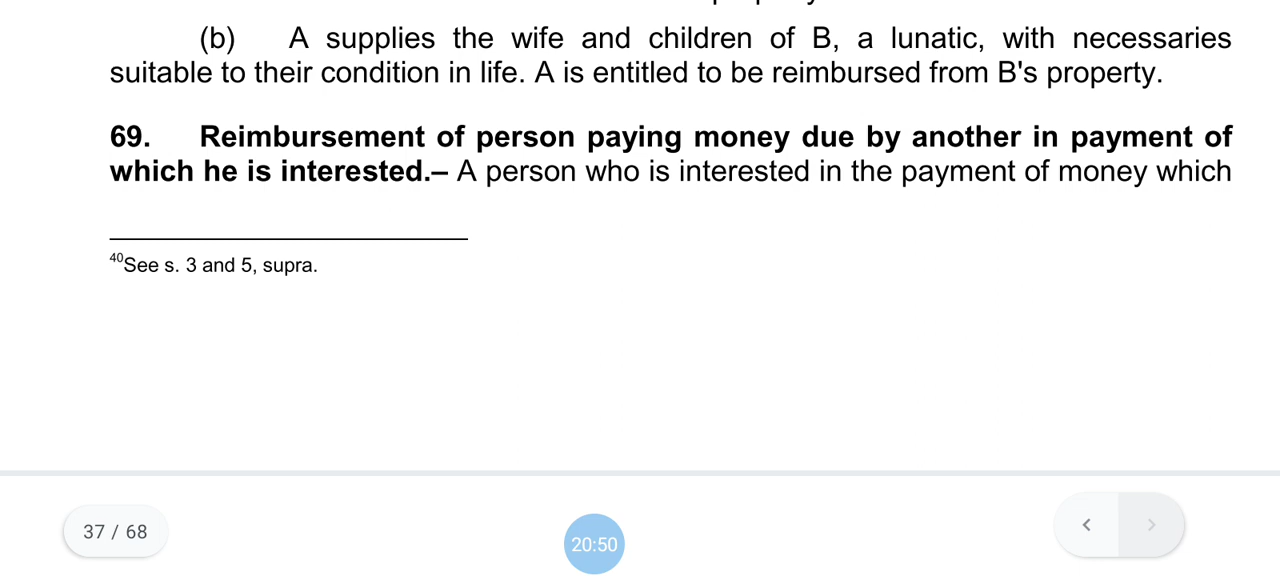 (b) A supplies the wife and children of B, a lunatic, with necessaries
suitable to their condition in life. A is entitled to be reimbursed from B's property.
69. Reimbursement of person paying money due by another in payment of
which he is interested.– A person who is interested in the payment of money which
40See s. 3 and 5, supra.
37 / 68
20:50